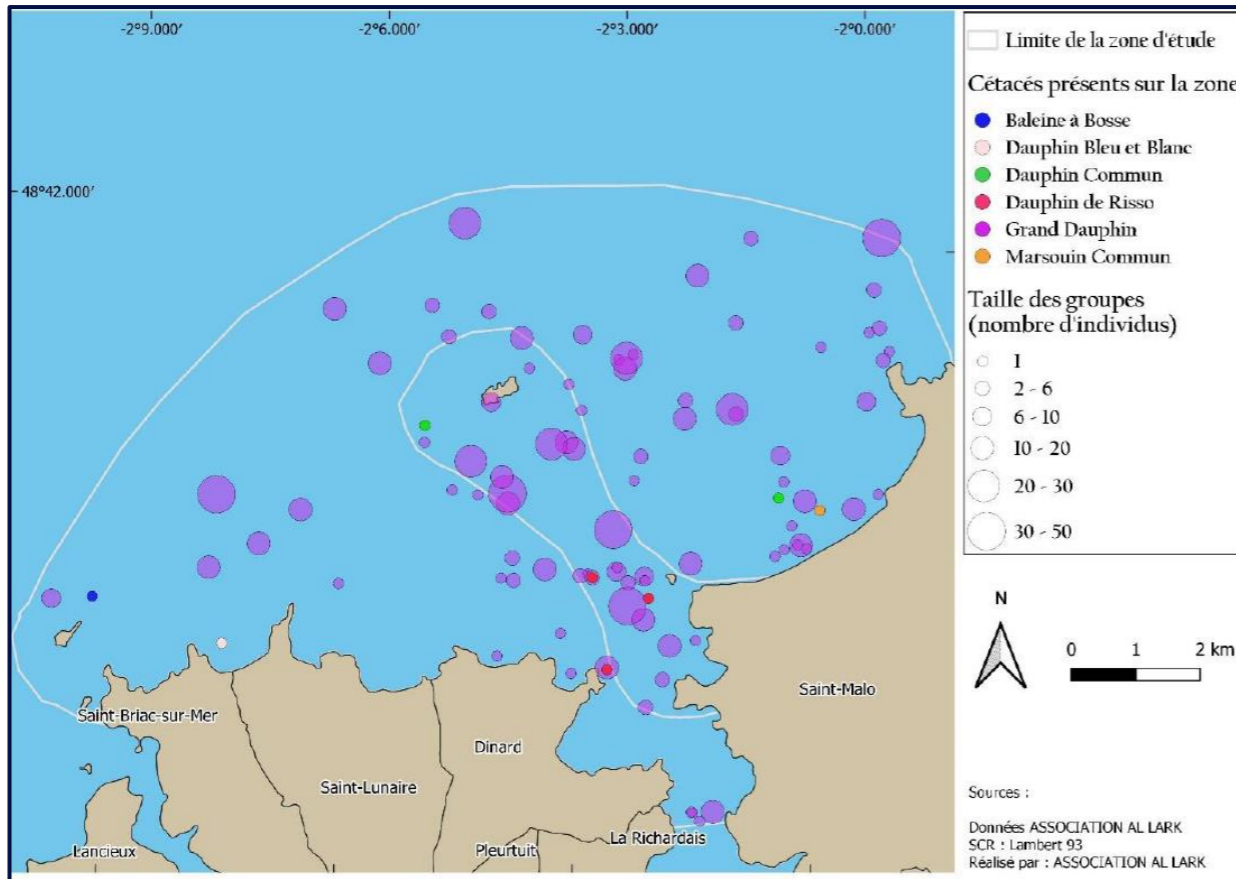 -2°9.000' -2°6.000' -2°3.000' -2°0.000'
48°42.000'
Saint-Briac-sur-Mer
Saint-Lunaire
Dinard
Saint-Malo
Lancieux
Pleurtuit
La Richardais
Limite de la zone d'étude
Cétacés présents sur la zone
Baleine à Bosse
Dauphin Bleu et Blanc
Dauphin Commun
Dauphin de Risso
Grand Dauphin
Marsouin Commun
Taille des groupes
(nombre d'individus)
1
2 - 6
6 - 10
10 - 20
20 - 30
30 - 50
N
0 1 2 km
Sources :
Données ASSOCIATION AL LARK
SCR : Lambert 93
Réalisé par : ASSOCIATION AL LARK